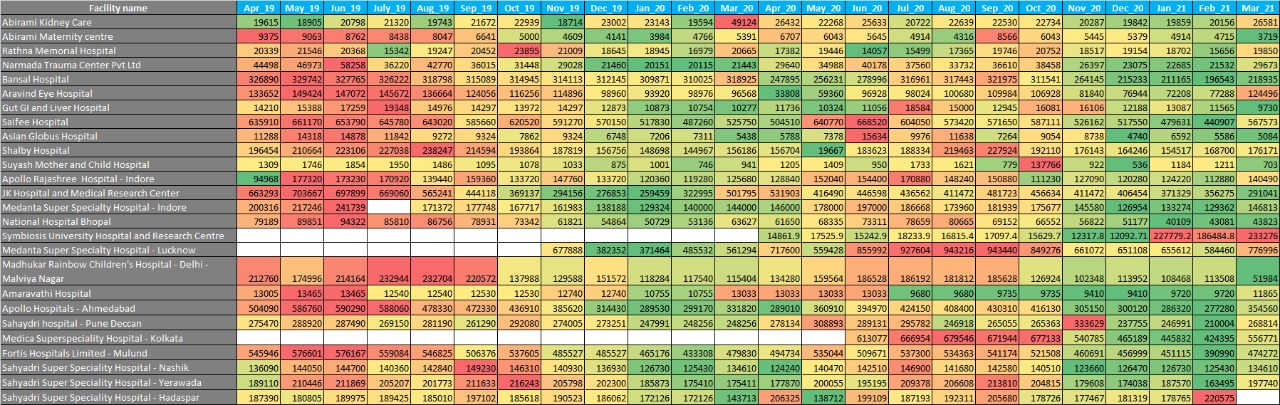 Facility name Apr_19 May_19 Jun_19 July_19 Aug_19 Sep_19 Oct_19 Nov_19 Dec_19 Jan_20 Feb_20 Mar_20 Apr_20 May_20 Jun_20 Jul_20 Aug_20 Sep_20 Oct_20 Nov_20 Dec_20 Jan_21 Feb_21 Mar_21
Abirami Kidney Care 19615 18905 20798 21320 19743 21672 22939 18714 23002 23143 19594 49124 26432 22698 25633 20722 22639 22530 22734 20287 19842 19859 20156 26581
Abirami Maternity centre 9375 9063 8762 8438 8047 6641 5000 4609 4141 3984 4766 5391 6707 6043 5645 4914 4316 8566 6043 5445 5379 4914 3771 3719
Rathna Memorial Hospital 20339 21546 20368 15342 19247 20452 23895 21009 18645 18945 16979 20665 17382 19446 14057 15499 17365 19746 20752 18517 19154 18702 15656 19850
Narmada Trauma Center Pvt Ltd 44498 46973 58258 36220 42770 36015 31448 29028 21460 20151 20115 21443 29640 34988 40178 37560 33732 36610 38458 26397 23075 22685 21532 29673
Bansal Hospital 326890 329742 327765 326222 318798 315089 314945 314113 312145 309871 310025 318925 247895 256231 278996 316861 317443 321975 311541 264145 215233 211165 196543 218935
Aravind Eye Hospital 133652 149424 147072 145672 136664 124056 116256 114896 98960 93920 98976 96568 33808 59360 96928 98024 100680 109984 106928 81840 76944 72208 77288 124496
Gut GI and Liver Hospital 14210 15388 17259 19348 14976 14297 13972 14297 12873 10873 10754 10277 11736 10324 11056 18584 15000 12945 16081 16106 12188 13087 11565 9730
Saifee Hospital 635910 661170 653790 645780 643020 585660 620520 591270 570150 517830 487260 525750 504510 640770 668520 604050 573420 571650 587111 526162 517550 479631 440907 567573
Asian Globus Hospital 11288 14318 14878 11842 9272 9324 7862 9324 6748 7206 7311 5438 5788 7378 15634 9976 11638 7264 9054 8738 4740 6592 5586 5084
Shalby Hospital 196454 210664 223106 227038 238247 214594 193864 187819 156756 148698 144967 156186 156704 19667 183623 188334 219463 227924 192110 176143 164246 154517 168700 176171
Suyash Mother and Child Hospital 1309 1746 1854 1950 1486 1095 1078 1033 875 1001 746 941 1205 1409 950 1733 1621 779 137766 922 536 1184 1211 703
Apollo Rajashree  Hospital - Indore 94968 177320 173230 170920 139440 159360 133720 147760 133720 120360 119280 125680 128840 152040 154400 170880 148240 150880 111230 127090 120280 124220 112880 140490
JK Hospital and Medical Research Center 663293 703667 697899 669060 565241 444118 369137 294156 276853 259459 322995 501795 531903 416490 446598 436562 411472 481723 456634 411772 406454 371329 356275 291041
Medanta Super Specialty Hospital - Indore 200316 217246 241739 171372 177748 167717 161983 138188 129324 140000 144000 146000 178000 197000 186668 173960 181939 175677 145580 126954 133274 129632 146813
National Hospital Bhopal 79189 89851 94322 85810 86756 78931 73342 61821 54864 50729 53136 63627 61650 68335 73311 78659 80665 69152 66552 56822 51177 40109 43081 43823
Symbiosis University Hospital and Research Centre 14861.9 17525.9 15242.9 18233.9 16815.4 17097.4 15629.7 12317.8 12092.71 227779.2 186484.8 233276
Medanta Super Specialty Hospital - Lucknow 677888 382352 371464 485532 561294 717600 559428 855992 927604 943216 943440 849276 661077 651108 655612 584460 776996
Madhukar Rainbow Children's Hospital - Delhi -
Malviya Nagar 212760 174996 214164 232944 232704 220572 137988 129588 151272 118284 117540 115404 134280 159564 186528 186192 181812 185628 126924 102348 113952 108468 113508 51984
Amaravathi Hospital 13005 13465 13465 12540 12540 12530 12530 12740 12740 10755 10755 13033 13033 13033 13033 9680 9680 9735 9735 9410 9410 9720 9720 11865
Apollo Hospitals - Ahmedabad 504090 586760 590290 588060 478330 472330 436910 385620 314430 289530 299170 331820 289010 360910 394970 424150 408400 430310 416130 305150 300120 286320 277280 354560
Sahaydri hospital - Pune Deccan 275470 288920 287490 269150 281190 261290 292080 274005 273251 247991 248256 248256 278134 308893 289131 295782 246918 265055 265363 333629 237755 246991 210004 268814
Medica Superspeciality Hospital - Kolkata 613077 666954 679546 671944 677133 540785 465189 445832 424395 556771
Fortis Hospitals Limited - Mulund 545946 576601 576167 559084 546825 506376 537605 485527 485527 465176 433308 479830 494734 535044 509671 537300 534363 541174 521508 460691 456999 451115 390990 474272
Sahyadri Super Speciality Hospital - Nashik 136090 144050 144700 140360 142840 149230 146310 140930 136930 126730 125430 134610 124240 140420 142510 146900 141680 142580 125900 123660 126470 130710 125430 134610
Sahyadri Super Speciality Hospital - Yerawada 189110 210446 211869 205207 201773 211633 216243 205798 202300 185873 175410 175411 177870 200055 195195 209378 206608 213810 204815 179608 174038 187570 163495 197740
Sahyadri Super Speciality Hospital - Hadaspar 187390 180805 189975 189425 185010 197102 185618 190523 186062 172126 172126 143713 206325 138712 199109 187193 192311 205680 178726 177467 181319 178765 220575